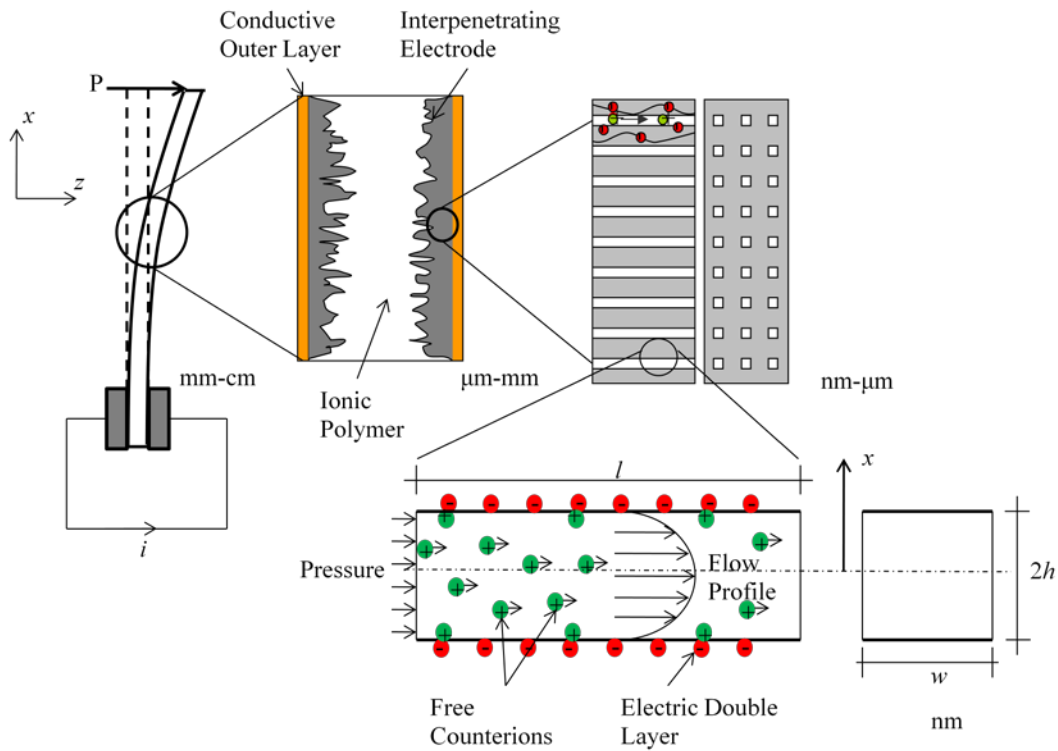 Conductive
Outer Layer
Interpenetrating
Electrode
P
x
z
mm-cm
i
Ionic
Polymer
μm-mm
nm-μm
l
x
Pressure
Flow
Profile
2h
w
nm
Free
Counterions
Electric Double
Layer